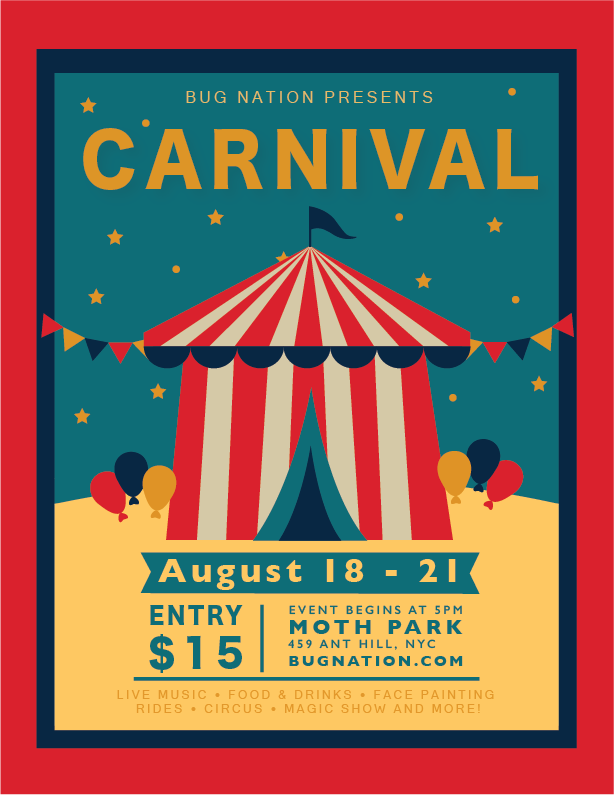 BUG NATION PRESENTS
CARNIVAL
August 18 - 21
ENTRY
$15
EVENT BEGINS AT 5PM
MOTH PARK
459 ANT HILL, NYC
BUGNATION.COM
LIVE MUSIC • FOOD & DRINKS • FACE PAINTING
RIDES • CIRCUS • MAGIC SHOW AND MORE!